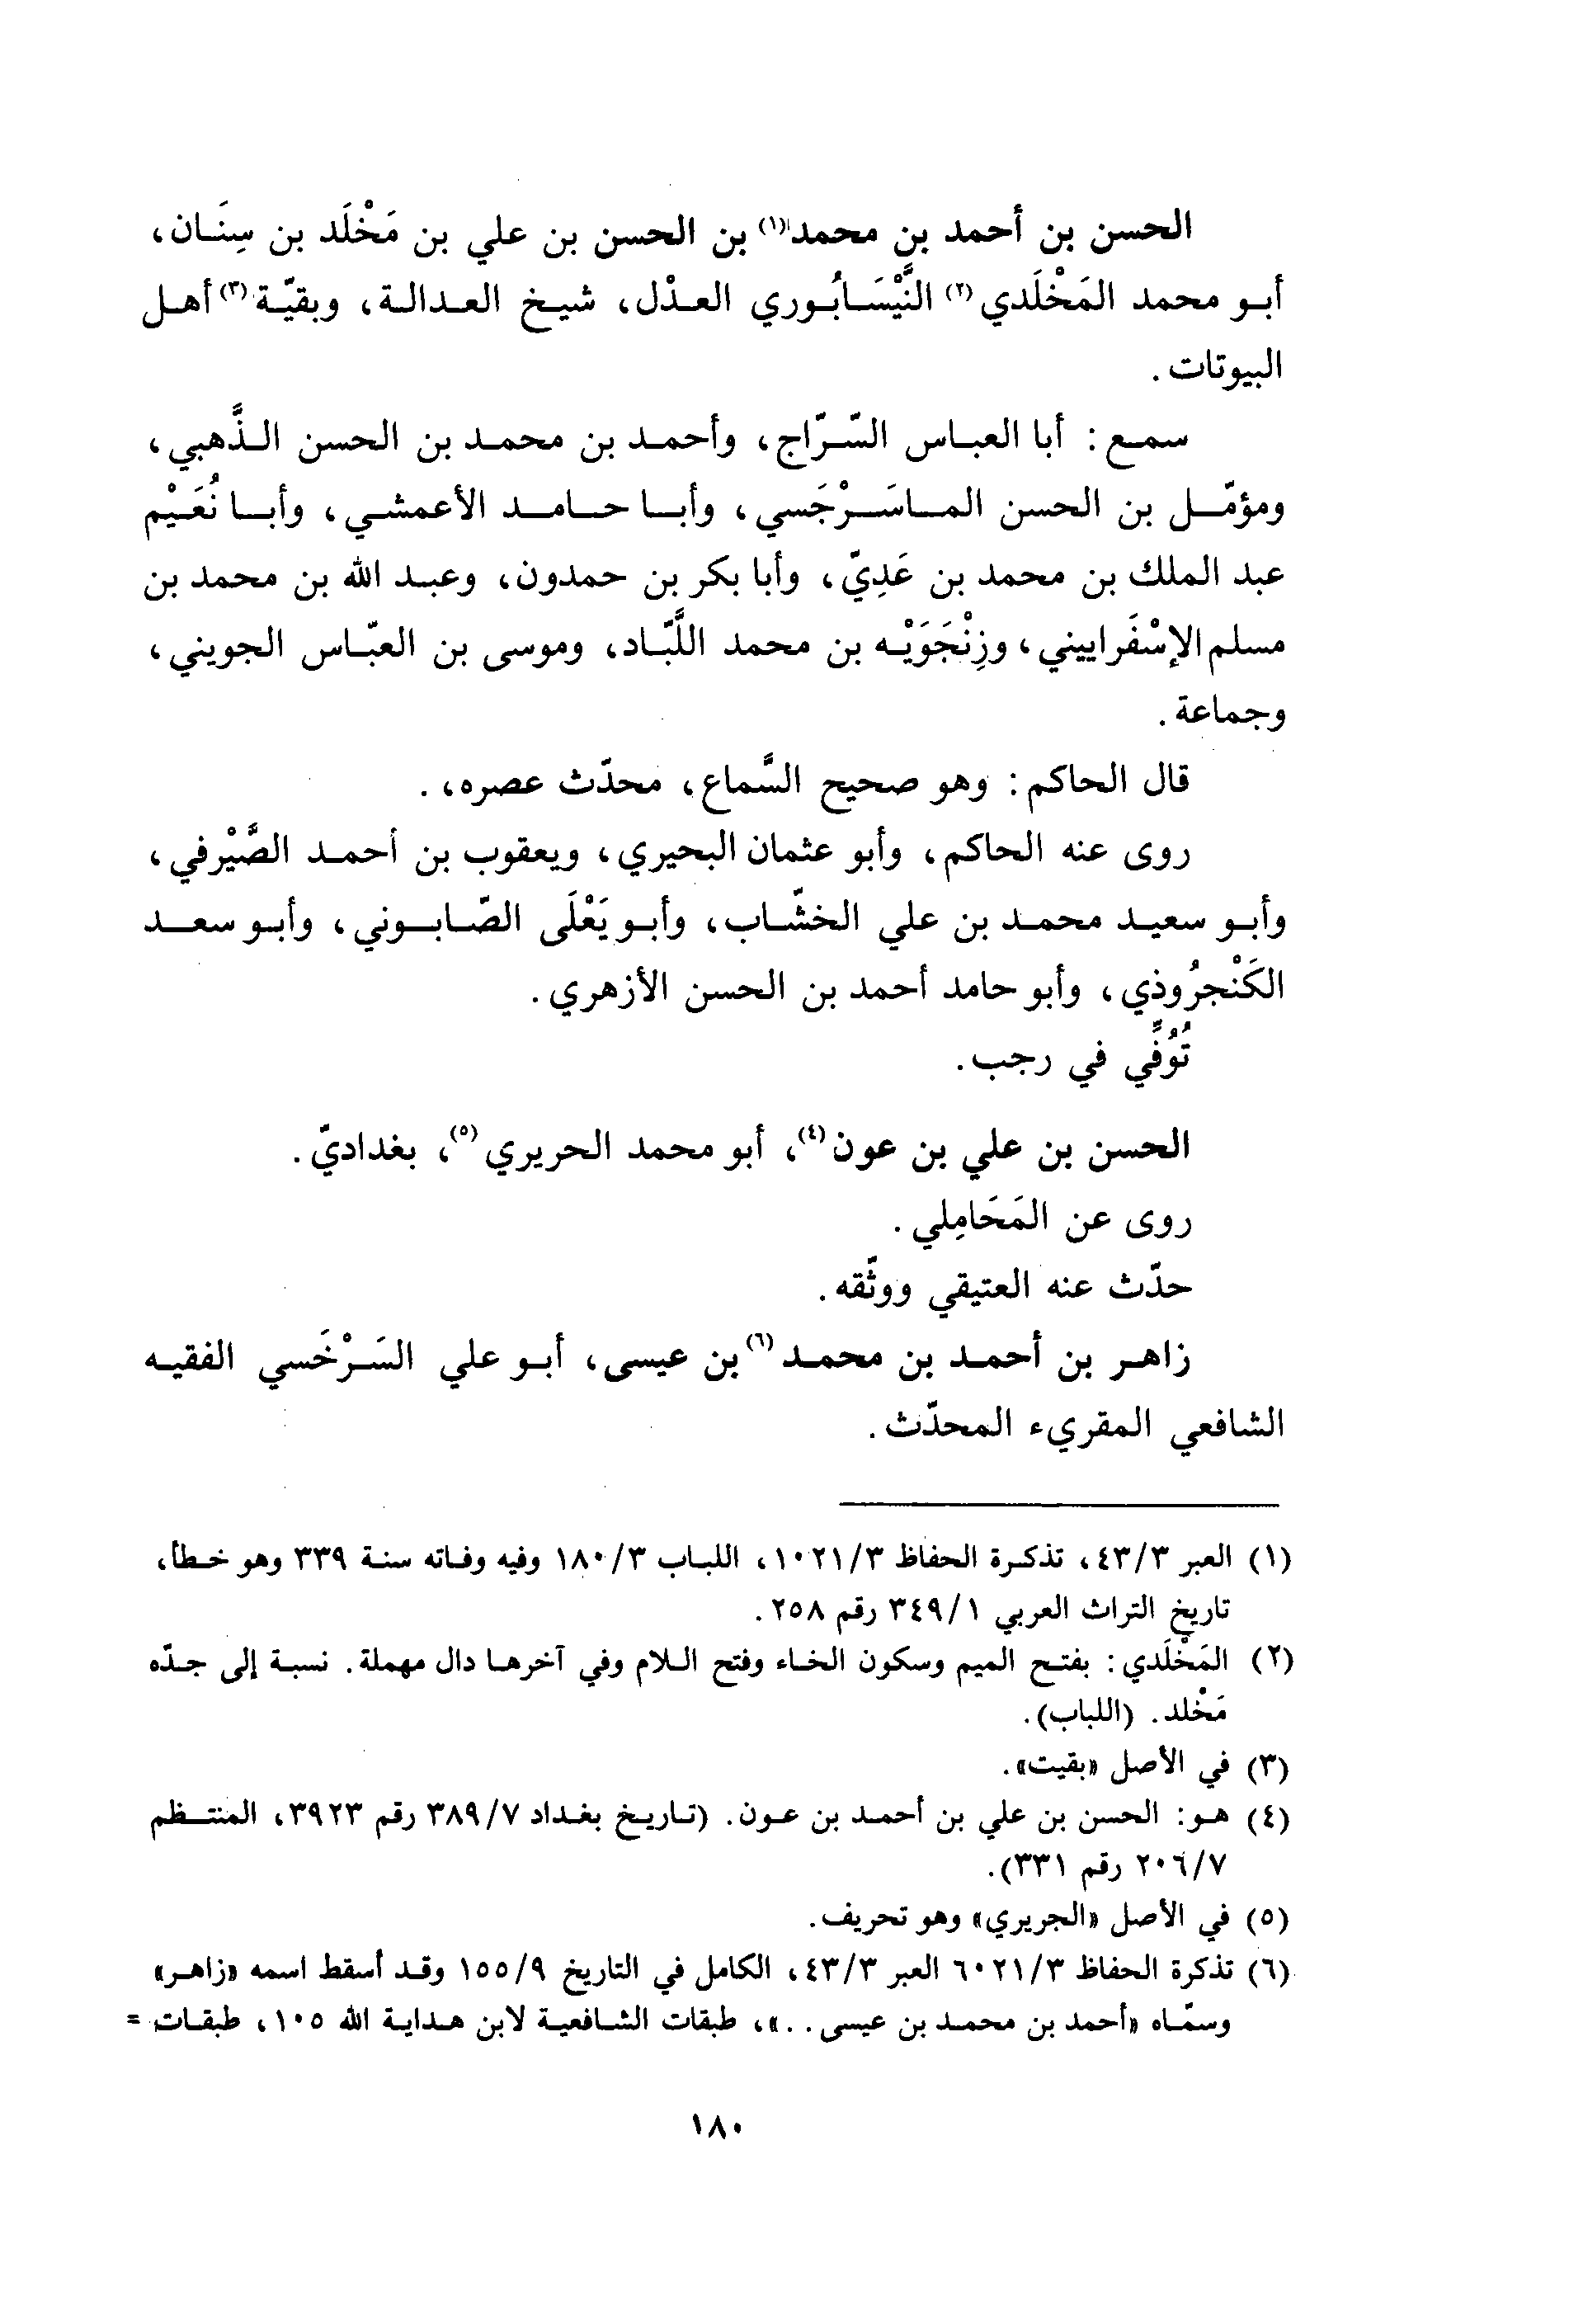 الحسن بن أحمد بن محمد(١) بن الحسن بن علي بن مَخْلَد بن سِنَان،
أبو محمد المَخْلَدي(٢) النَّيْسَابُوري العدْل، شيخ العدالة، وبقيّة(٣) أهل
البيوتات.
سمع: أبا العباس السّرّاج، وأحمد بن محمد بن الحسن الذَّهبي،
ومؤمّل بن الحسن الماسَرْجَسي، وأبا حامد الأعمشي، وأبا نُعَيْم
عبد الملك بن محمد بن عَدِيّ، وأبا بكر بن حمدون، وعبد الله بن محمد بن
مسلم الإسْفَراييني، وزِنْجَوَيْه بن محمد اللَّبّاد، وموسى بن العبّاس الجويني،
وجماعة.
قال الحاكم: وهو صحيح السَّماع، محدّث عصره،.
روى عنه الحاكم، وأبو عثمان البحيري، ويعقوب بن أحمد الصَّيْرفي،
وأبو سعيد محمد بن علي الخشّاب، وأبو يَعْلَى الصّابوني، وأبو سعد
الكَنْجرُوذي، وأبو حامد أحمد بن الحسن الأزهري.
تُوُفِّي في رجب.
الحسن بن علي بن عون(٤)، أبو محمد الحريري(٥)، بغداديّ.
روى عن المَحَامِلي.
حدّث عنه العتيقي ووثّقه.
زاهر بن أحمد بن محمد(٦) بن عيسى، أبو علي السَرْخَسي الفقيه
الشافعي المقريء المحدّث.
(١) العبر ٤٣/٣، تذكرة الحفاظ ١٠٢١/٣، اللباب ١٨٠/٣ وفيه وفاته سنة ٣٣٩ وهو خطأ،
تاريخ التراث العربي ٣٤٩/١ رقم ٢٥٨.
(٢) المَخْلَدي: بفتح الميم وسكون الخاء وفتح اللام وفي آخرها دال مهملة. نسبة إلى جدّه
مَخْلد. (اللباب).
(٣) في الأصل «بقيت».
(٤) هو: الحسن بن علي بن أحمد بن عون. (تاريخ بغداد ٣٨٩/٧ رقم ٣٩٢٣، المنتظم
٢٠٦/٧ رقم ٣٣١).
(٥) في الأصل «الجريري» وهو تحريف.
(٦) تذكرة الحفاظ ٦٠٢١/٣ العبر ٤٣/٣، الكامل في التاريخ ١٥٥/٩ وقد أسقط اسمه «زاهر»
وسمّاه «أحمد بن محمد بن عيسى..»، طبقات الشافعية لابن هداية الله ١٠٥، طبقات =
١٨٠